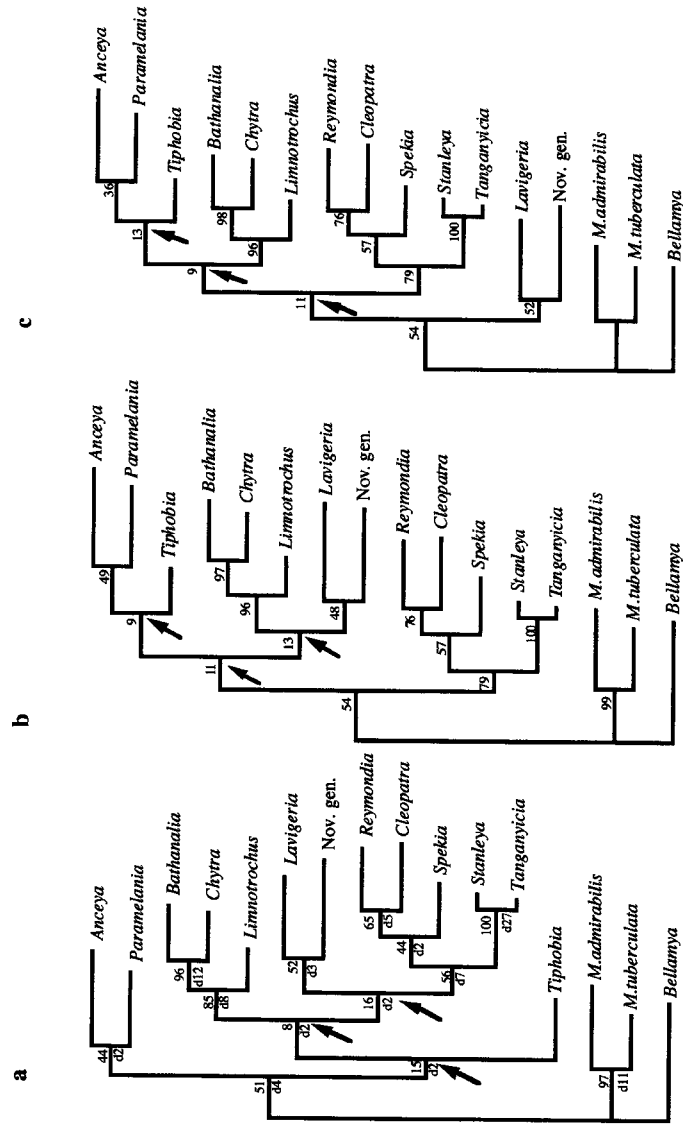 a
Anceya
44
d2
Paramelania
Bathanalia
96
d12
Chytra
85
d8
Limnotrochus
Lavigeria
52
d3
Nov. gen.
8
d2
16
d2
Reymondia
65
d5
Cleopatra
44
d2
Spekia
56
d7
Stanleya
100
d27
Tanganyicia
51
d4
15
d2
Tiphobia
M.admirabilis
97
d11
M.tuberculata
Bellamya
b
Anceya
49
Paramelania
9
Tiphobia
Bathanalia
97
Chytra
96
Limnotrochus
11
13
Lavigeria
48
Nov. gen.
54
Reymondia
76
Cleopatra
57
Spekia
79
Stanleya
100
Tanganyicia
M.admirabilis
99
M.tuberculata
Bellamya
c
Anceya
36
Paramelania
13
Tiphobia
9
Bathanalia
98
Chytra
96
Limnotrochus
11
Reymondia
76
Cleopatra
57
Spekia
79
Stanleya
100
Tanganyicia
54
Lavigeria
52
Nov. gen.
M.admirabilis
M.tuberculata
Bellamya